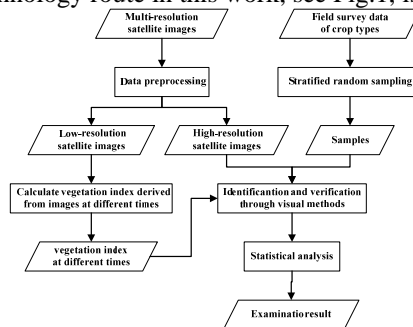 nology route in this work, see Fig.1, is
Multi-resolution
satellite images
Field survey data
of crop types
Data preprocessing
Stratified random sampling
Low-resolution
satellite images
High-resolution
satellite images
Samples
Calculate vegetation index derived
from images at different times
Identificantion and verification
through visual methods
vegetation index
at different times
Statistical analysis
Examinatio result